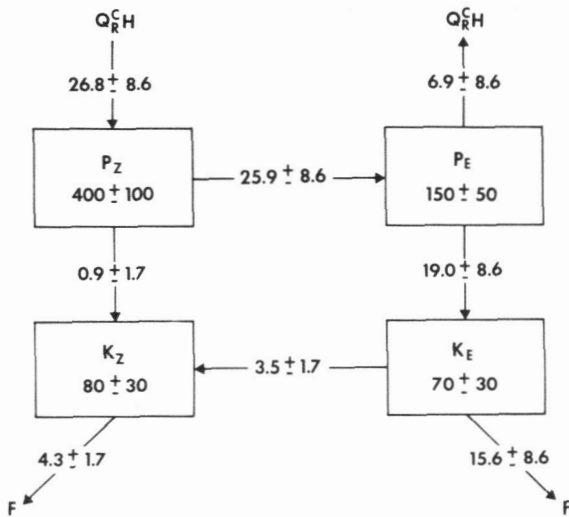 Q_R^C H Q_R^C H
26.8 ± 8.6 6.9 ± 8.6
P_Z P_E
400 ± 100 25.9 ± 8.6 150 ± 50
0.9 ± 1.7 19.0 ± 8.6
K_Z K_E
80 ± 30 3.5 ± 1.7 70 ± 30
4.3 ± 1.7 15.6 ± 8.6
F F